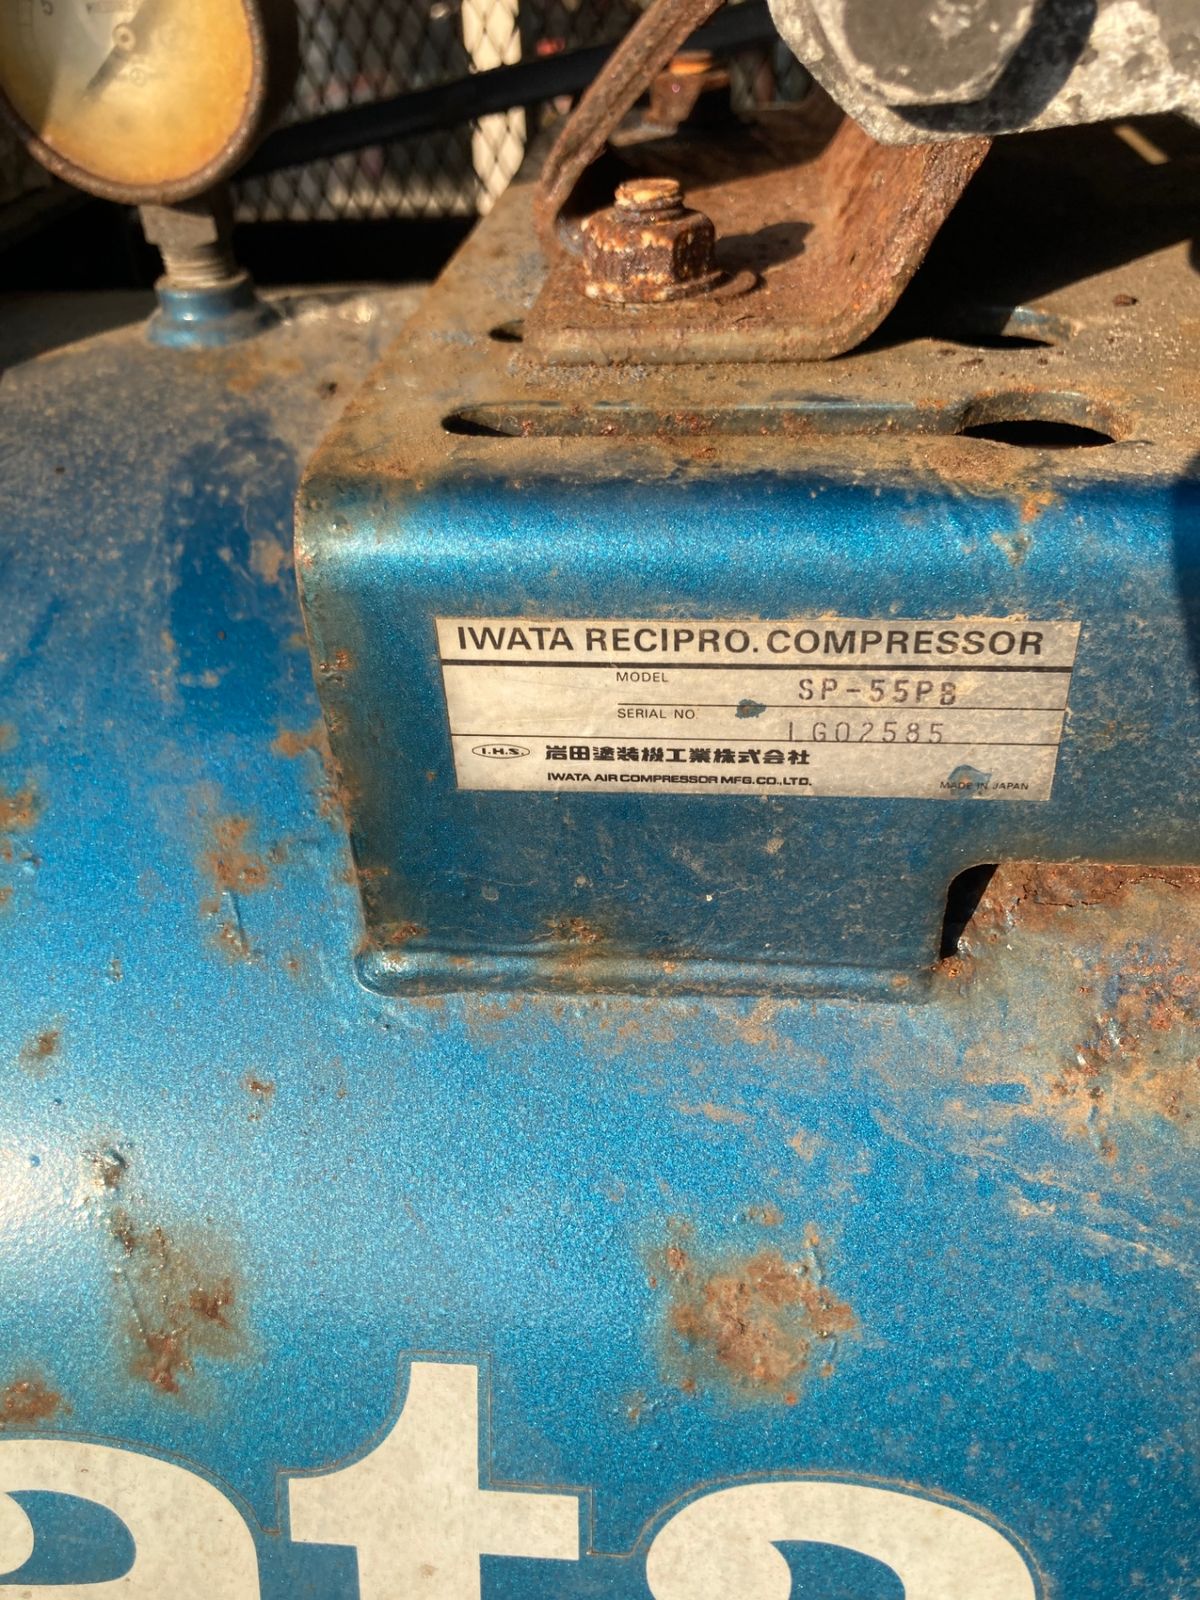 IWATA RECIPRO. COMPRESSOR
MODEL SP-55PB
SERIAL NO. LG02585
I.H.S. 岩田塗装機工業株式会社
IWATA AIR COMPRESSOR MFG.CO.,LTD.
MADE IN JAPAN
ata